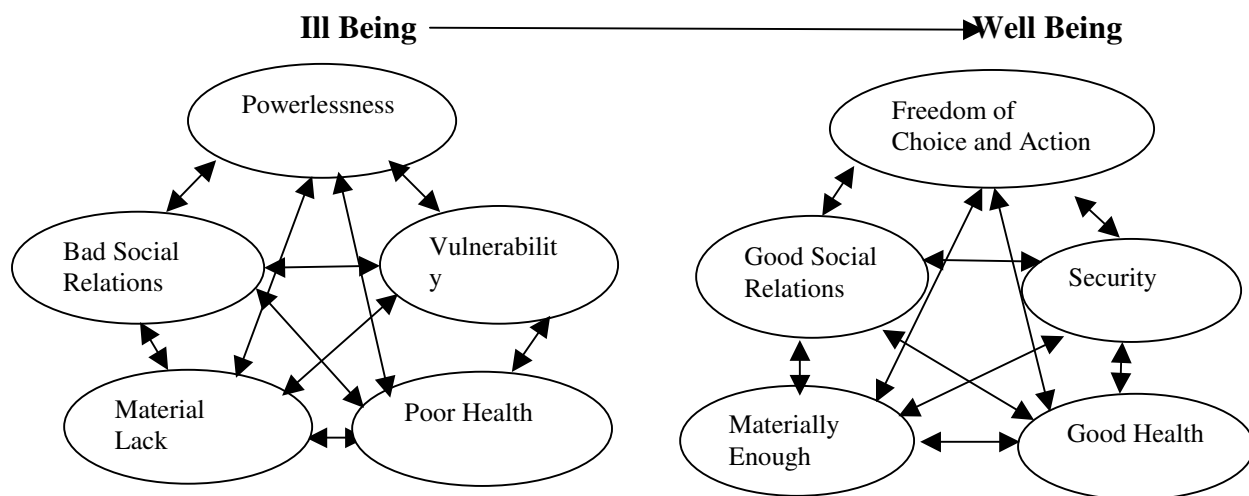 Ill Being
Well Being
Powerlessness
Freedom of
Choice and Action
Bad Social
Relations
Vulnerabilit
y
Good Social
Relations
Security
Material
Lack
Poor Health
Materially
Enough
Good Health